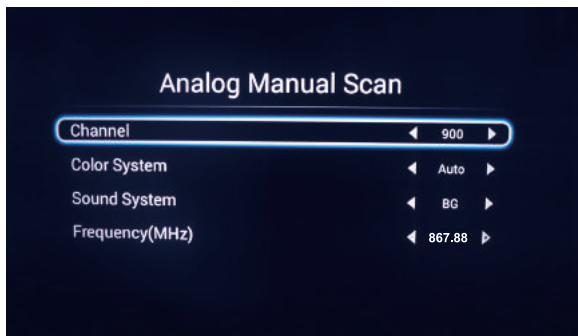 Analog Manual Scan
Channel 900
Color System Auto
Sound System BG
Frequency(MHz) 867.88